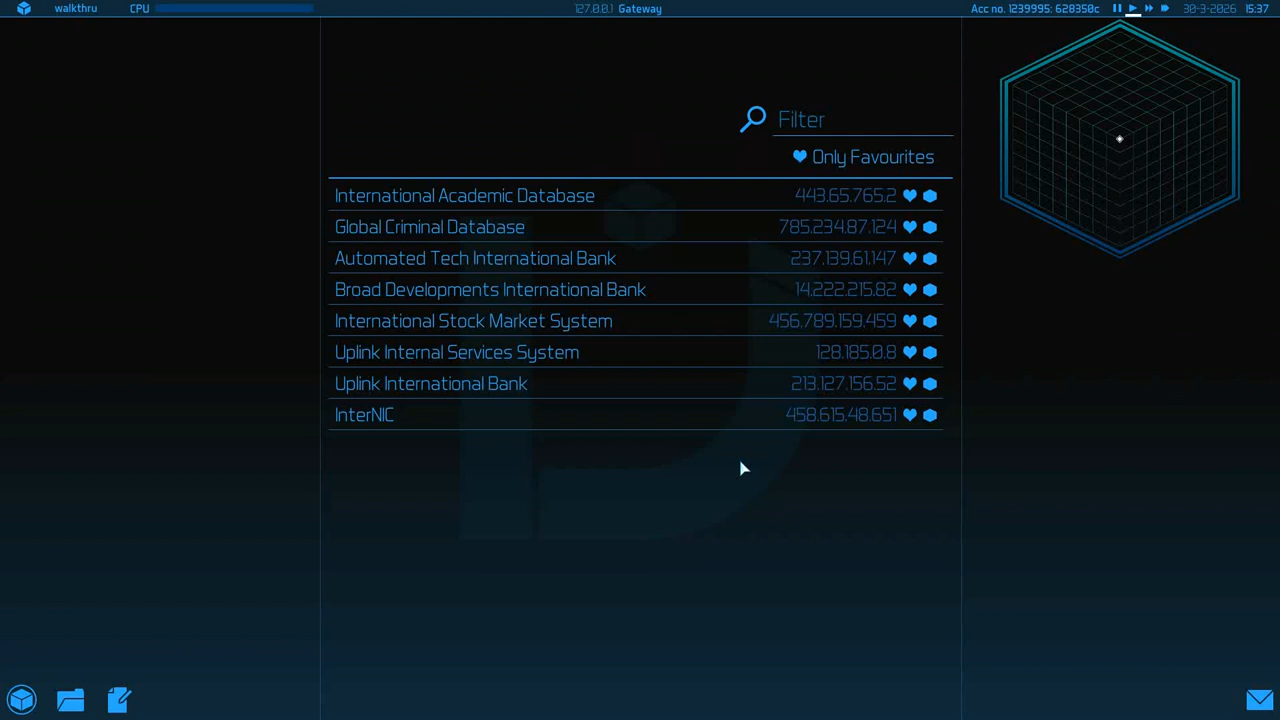 walkthru CPU 127.0.0.1 Gateway Acc no. 1239995: 628350c 30-3-2026 15:37
Filter
Only Favourites
International Academic Database 443.65.765.2
Global Criminal Database 785.234.87.124
Automated Tech International Bank 237.139.61.147
Broad Developments International Bank 14.222.215.82
International Stock Market System 456.789.159.459
Uplink Internal Services System 128.185.0.8
Uplink International Bank 213.127.156.52
InterNIC 458.615.48.651